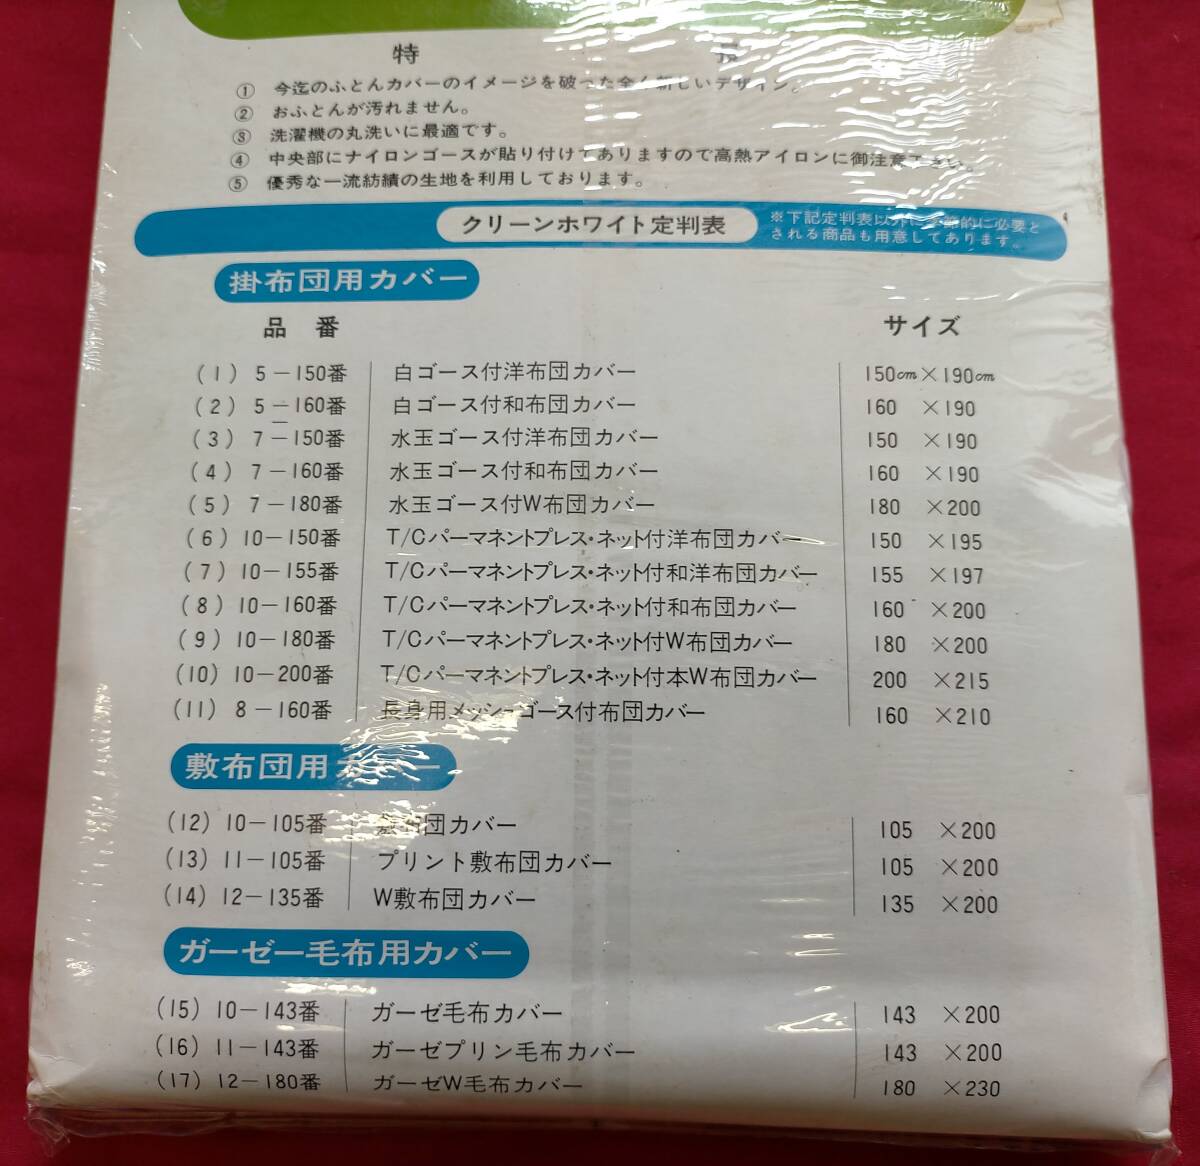 特長
① 今迄のふとんカバーのイメージを破った全く新しいデザイン。
② おふとんが汚れません。
③ 洗濯機の丸洗いに最適です。
④ 中央部にナイロンゴースが貼り付けてありますので高熱アイロンに御注意下さい。
⑤ 優秀な一流紡績の生地を利用しております。
クリーンホワイト定判表
※下記定判表以外に季節的に必要と
される商品も用意してあります。
掛布団用カバー
品番 サイズ
(1) 5－150番 白ゴース付洋布団カバー 150cm×190cm
(2) 5－160番 白ゴース付和布団カバー 160 ×190
(3) 7－150番 水玉ゴース付洋布団カバー 150 ×190
(4) 7－160番 水玉ゴース付和布団カバー 160 ×190
(5) 7－180番 水玉ゴース付W布団カバー 180 ×200
(6) 10－150番 T/Cパーマネントプレス・ネット付洋布団カバー 150 ×195
(7) 10－155番 T/Cパーマネントプレス・ネット付和洋布団カバー 155 ×197
(8) 10－160番 T/Cパーマネントプレス・ネット付和布団カバー 160 ×200
(9) 10－180番 T/Cパーマネントプレス・ネット付W布団カバー 180 ×200
(10) 10－200番 T/Cパーマネントプレス・ネット付本W布団カバー 200 ×215
(11) 8－160番 長身用メッシーゴース付布団カバー 160 ×210
敷布団用カバー
(12) 10－105番 敷布団カバー 105 ×200
(13) 11－105番 プリント敷布団カバー 105 ×200
(14) 12－135番 W敷布団カバー 135 ×200
ガーゼー毛布用カバー
(15) 10－143番 ガーゼ毛布カバー 143 ×200
(16) 11－143番 ガーゼプリン毛布カバー 143 ×200
(17) 12－180番 ガーゼW毛布カバー 180 ×230